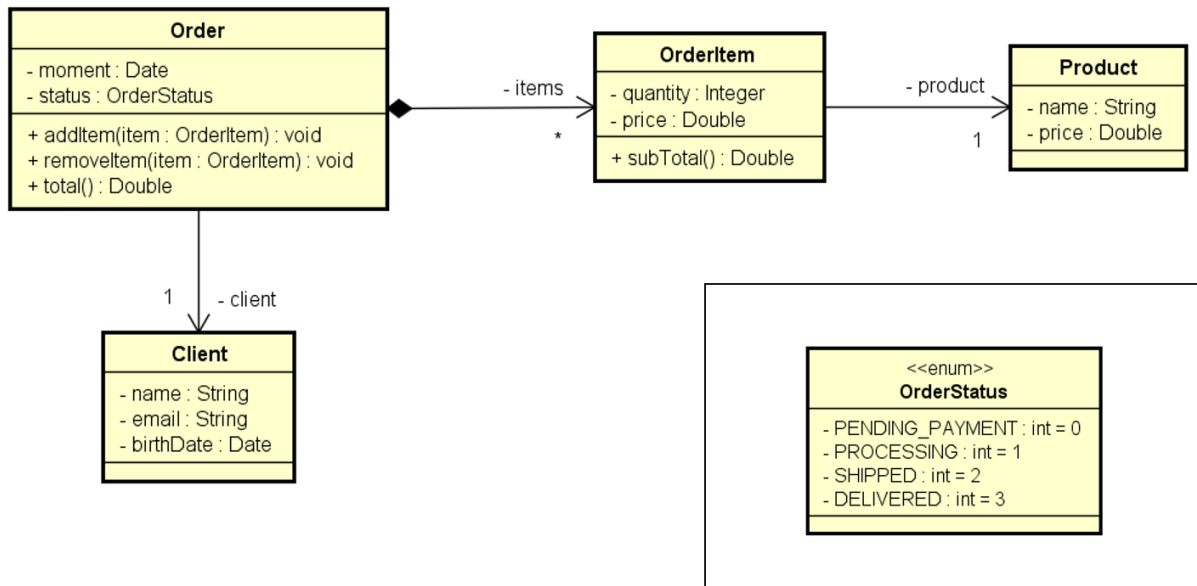 Order
- moment : Date
- status : OrderStatus
+ addItem(item : OrderItem) : void
+ removeItem(item : OrderItem) : void
+ total() : Double
- items
*
OrderItem
- quantity : Integer
- price : Double
+ subTotal() : Double
- product
1
Product
- name : String
- price : Double
1
- client
Client
- name : String
- email : String
- birthDate : Date
<<enum>>
OrderStatus
- PENDING_PAYMENT : int = 0
- PROCESSING : int = 1
- SHIPPED : int = 2
- DELIVERED : int = 3